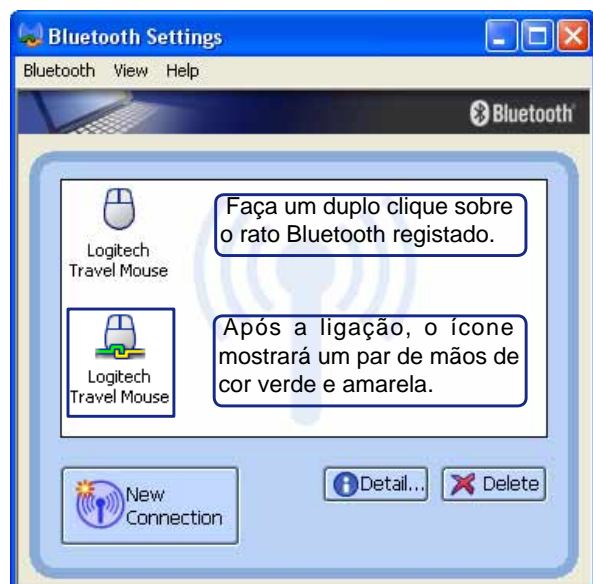 Bluetooth Settings
Bluetooth View Help
Bluetooth
Logitech
Travel Mouse
Faça um duplo clique sobre
o rato Bluetooth registado.
Logitech
Travel Mouse
Após a ligação, o ícone
mostrará um par de mãos de
cor verde e amarela.
New
Connection
Detail...
Delete